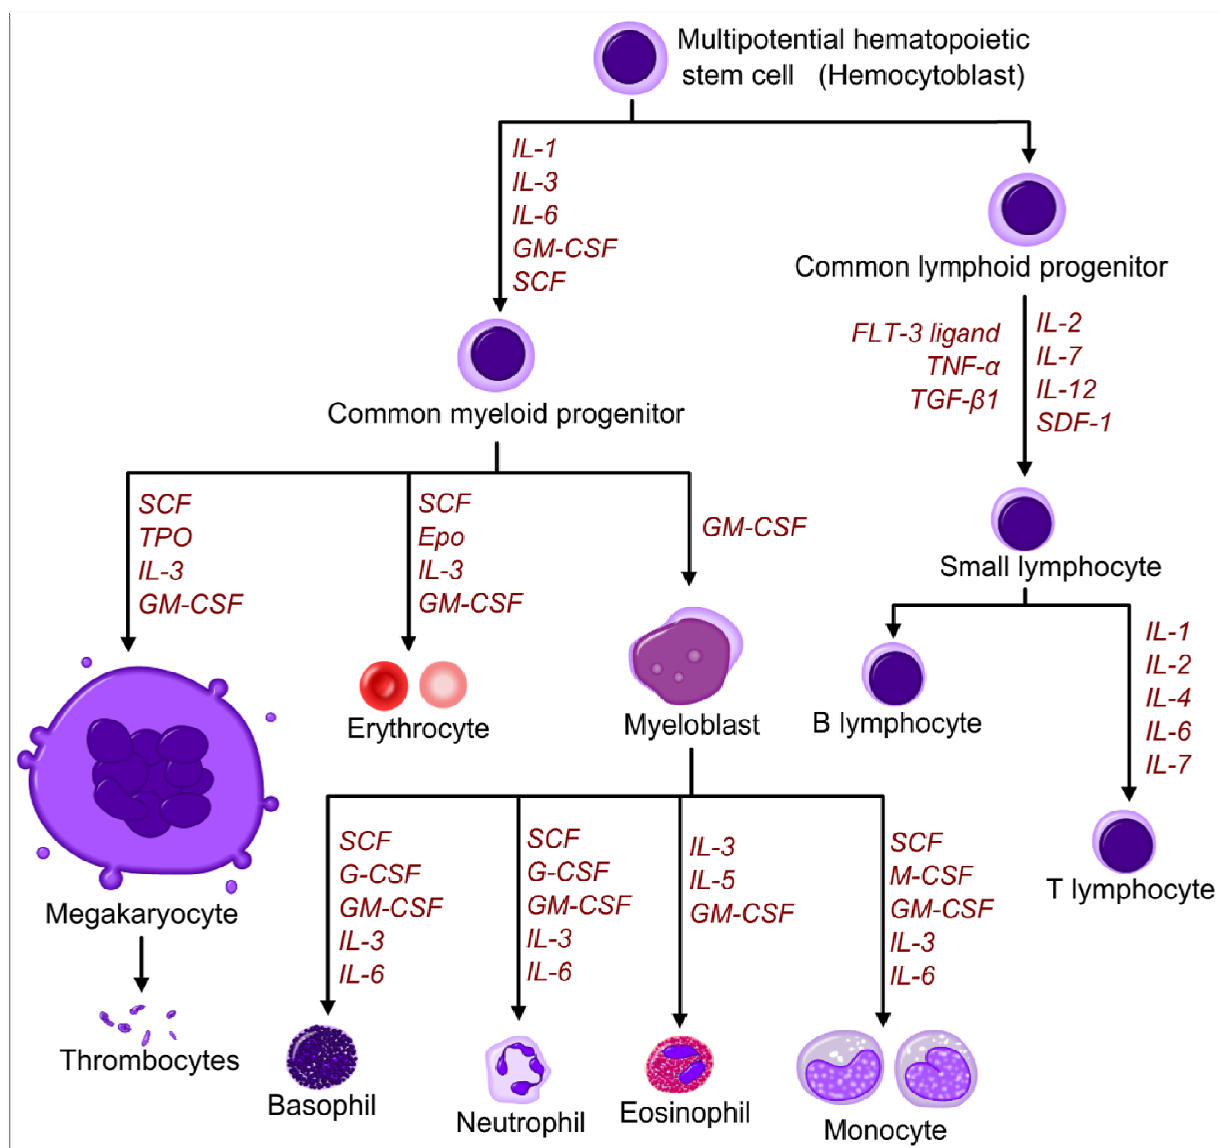 Multipotential hematopoietic
stem cell (Hemocytoblast)
IL-1
IL-3
IL-6
GM-CSF
SCF
Common lymphoid progenitor
FLT-3 ligand
TNF-α
TGF-β1
IL-2
IL-7
IL-12
SDF-1
Common myeloid progenitor
SCF
TPO
IL-3
GM-CSF
SCF
Epo
IL-3
GM-CSF
GM-CSF
Small lymphocyte
IL-1
IL-2
IL-4
IL-6
IL-7
Erythrocyte
Myeloblast
B lymphocyte
T lymphocyte
Megakaryocyte
SCF
G-CSF
GM-CSF
IL-3
IL-6
SCF
G-CSF
GM-CSF
IL-3
IL-6
IL-3
IL-5
GM-CSF
SCF
M-CSF
GM-CSF
IL-3
IL-6
Thrombocytes
Basophil
Neutrophil
Eosinophil
Monocyte